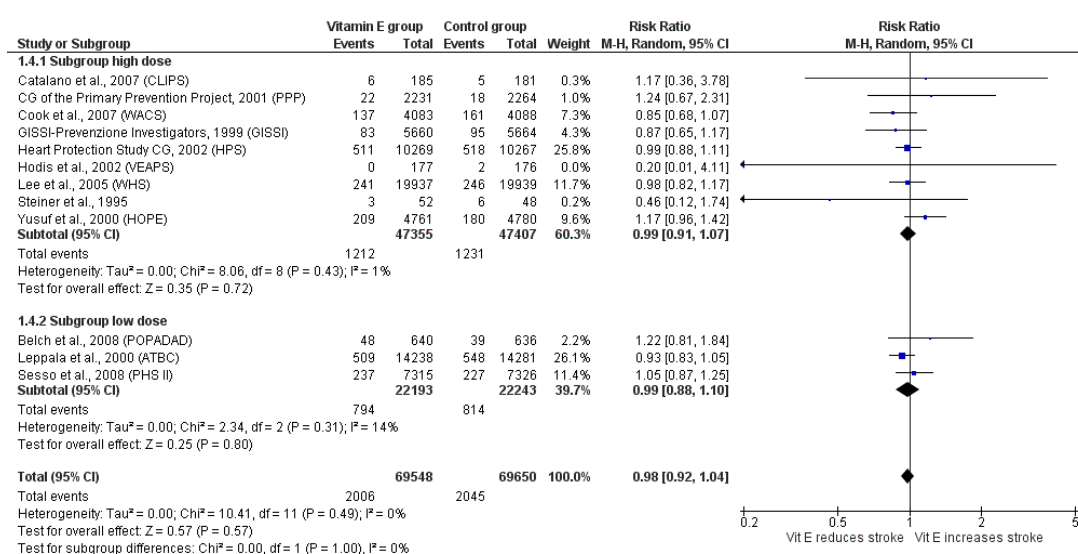 Vitamin E group Control group Risk Ratio Risk Ratio
Study or Subgroup Events Total Events Total Weight M-H, Random, 95% CI M-H, Random, 95% CI
1.4.1 Subgroup high dose
Catalano et al., 2007 (CLIPS) 6 185 5 181 0.3% 1.17 [0.36, 3.78]
CG of the Primary Prevention Project, 2001 (PPP) 22 2231 18 2264 1.0% 1.24 [0.67, 2.31]
Cook et al., 2007 (WACS) 137 4083 161 4088 7.3% 0.85 [0.68, 1.07]
GISSI-Prevenzione Investigators, 1999 (GISSI) 83 5660 95 5664 4.3% 0.87 [0.65, 1.17]
Heart Protection Study CG, 2002 (HPS) 511 10269 518 10267 25.8% 0.99 [0.88, 1.11]
Hodis et al., 2002 (VEAPS) 0 177 2 176 0.0% 0.20 [0.01, 4.11]
Lee et al., 2005 (WHS) 241 19937 246 19939 11.7% 0.98 [0.82, 1.17]
Steiner et al., 1995 3 52 6 48 0.2% 0.46 [0.12, 1.74]
Yusuf et al., 2000 (HOPE) 209 4761 180 4780 9.6% 1.17 [0.96, 1.42]
Subtotal (95% CI) 47355 47407 60.3% 0.99 [0.91, 1.07]
Total events 1212 1231
Heterogeneity: Tau² = 0.00; Chi² = 8.06, df = 8 (P = 0.43); I² = 1%
Test for overall effect: Z = 0.35 (P = 0.72)
1.4.2 Subgroup low dose
Belch et al., 2008 (POPADAD) 48 640 39 636 2.2% 1.22 [0.81, 1.84]
Leppala et al., 2000 (ATBC) 509 14238 548 14281 26.1% 0.93 [0.83, 1.05]
Sesso et al., 2008 (PHS II) 237 7315 227 7326 11.4% 1.05 [0.87, 1.25]
Subtotal (95% CI) 22193 22243 39.7% 0.99 [0.88, 1.10]
Total events 794 814
Heterogeneity: Tau² = 0.00; Chi² = 2.34, df = 2 (P = 0.31); I² = 14%
Test for overall effect: Z = 0.25 (P = 0.80)
Total (95% CI) 69548 69650 100.0% 0.98 [0.92, 1.04]
Total events 2006 2045
Heterogeneity: Tau² = 0.00; Chi² = 10.41, df = 11 (P = 0.49); I² = 0%
Test for overall effect: Z = 0.57 (P = 0.57)
Test for subgroup differences: Chi² = 0.00, df = 1 (P = 1.00), I² = 0%
0.2 0.5 1 2 5
Vit E reduces stroke Vit E increases stroke